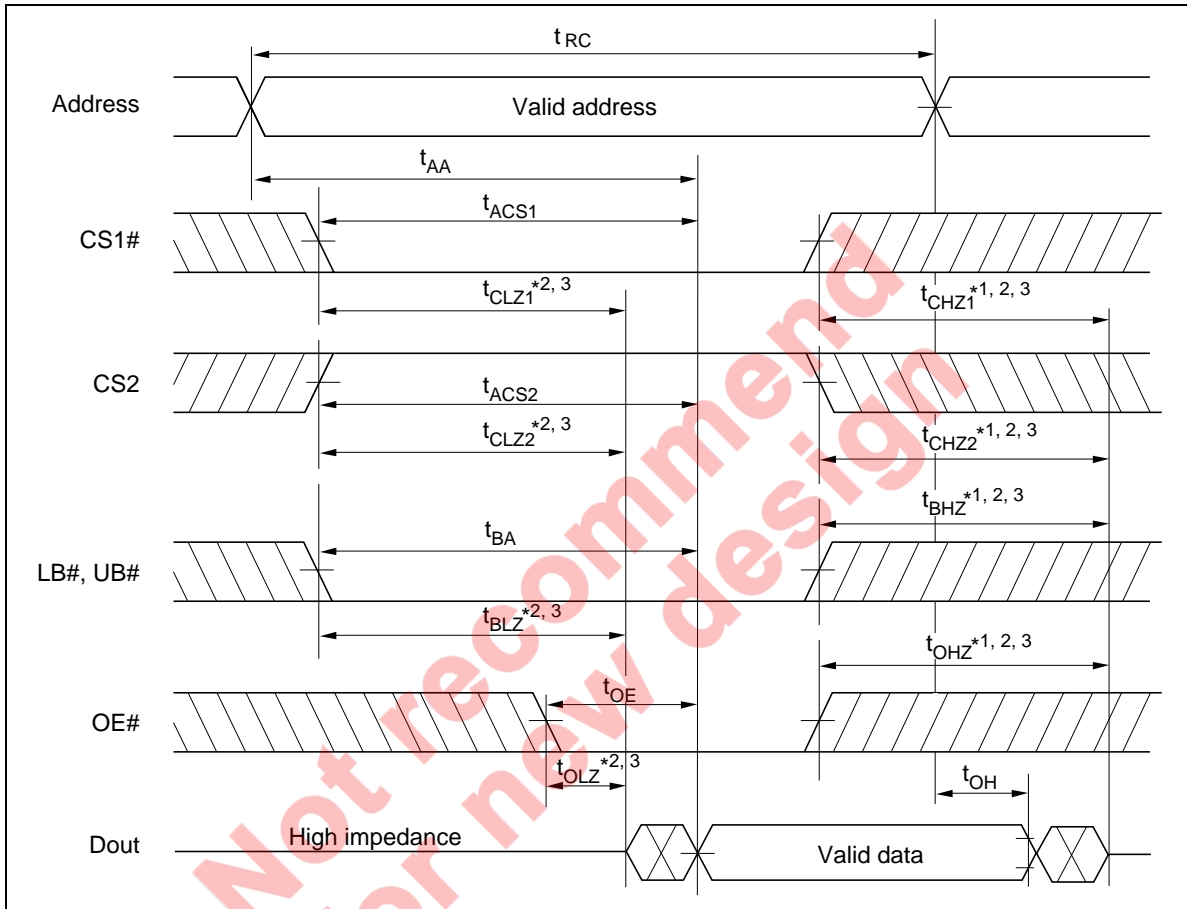 tRC
Address
Valid address
tAA
tACS1
CS1#
tCLZ1*2, 3
tCHZ1*1, 2, 3
CS2
tACS2
tCLZ2*2, 3
tCHZ2*1, 2, 3
tBHZ*1, 2, 3
tBA
LB#, UB#
tBLZ*2, 3
tOHZ*1, 2, 3
tOE
OE#
tOLZ*2, 3
tOH
High impedance
Dout
Valid data
Not recommend
for new design